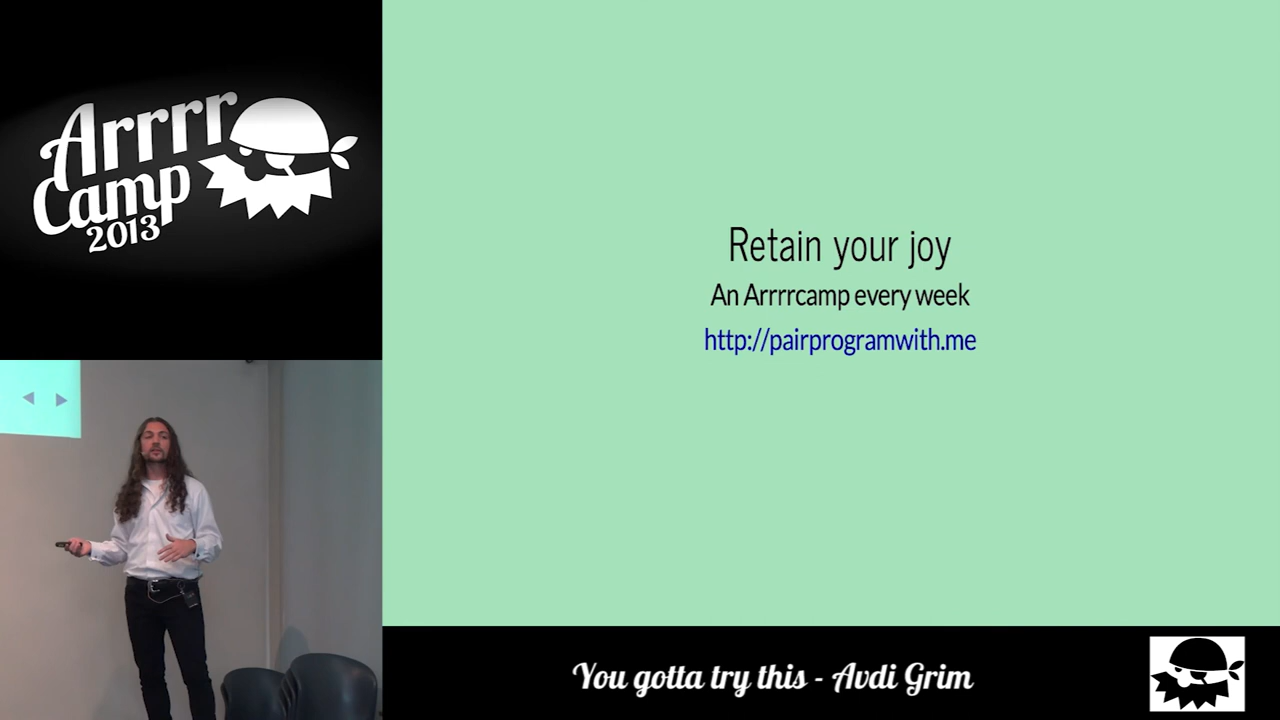 Arrrr
Camp
2013
Retain your joy
An Arrrrcamp every week
http://pairprogramwith.me
You gotta try this - Avdi Grim